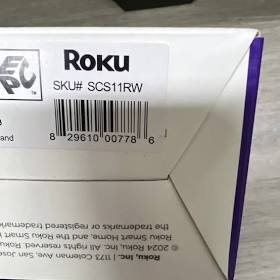 Roku
SKU# SCS11RW
8 29610 00778 6
and
© 2024 Roku, Inc. All rights reserved. Roku,
Roku Smart Home, and the Roku Smart
trademarks or registered trademarks
Roku, Inc. | 1173 Coleman Ave, San Jose,